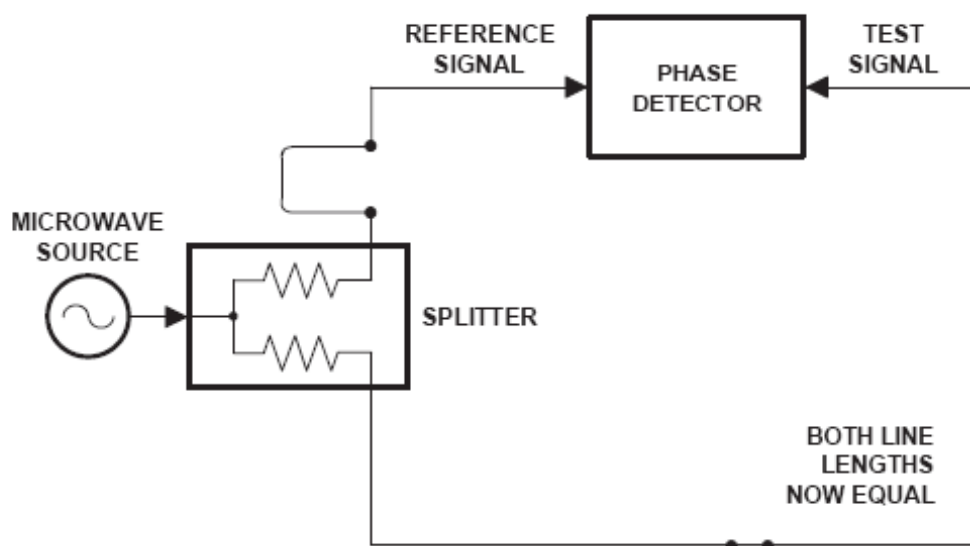 REFERENCE
SIGNAL
PHASE
DETECTOR
TEST
SIGNAL
MICROWAVE
SOURCE
SPLITTER
BOTH LINE
LENGTHS
NOW EQUAL